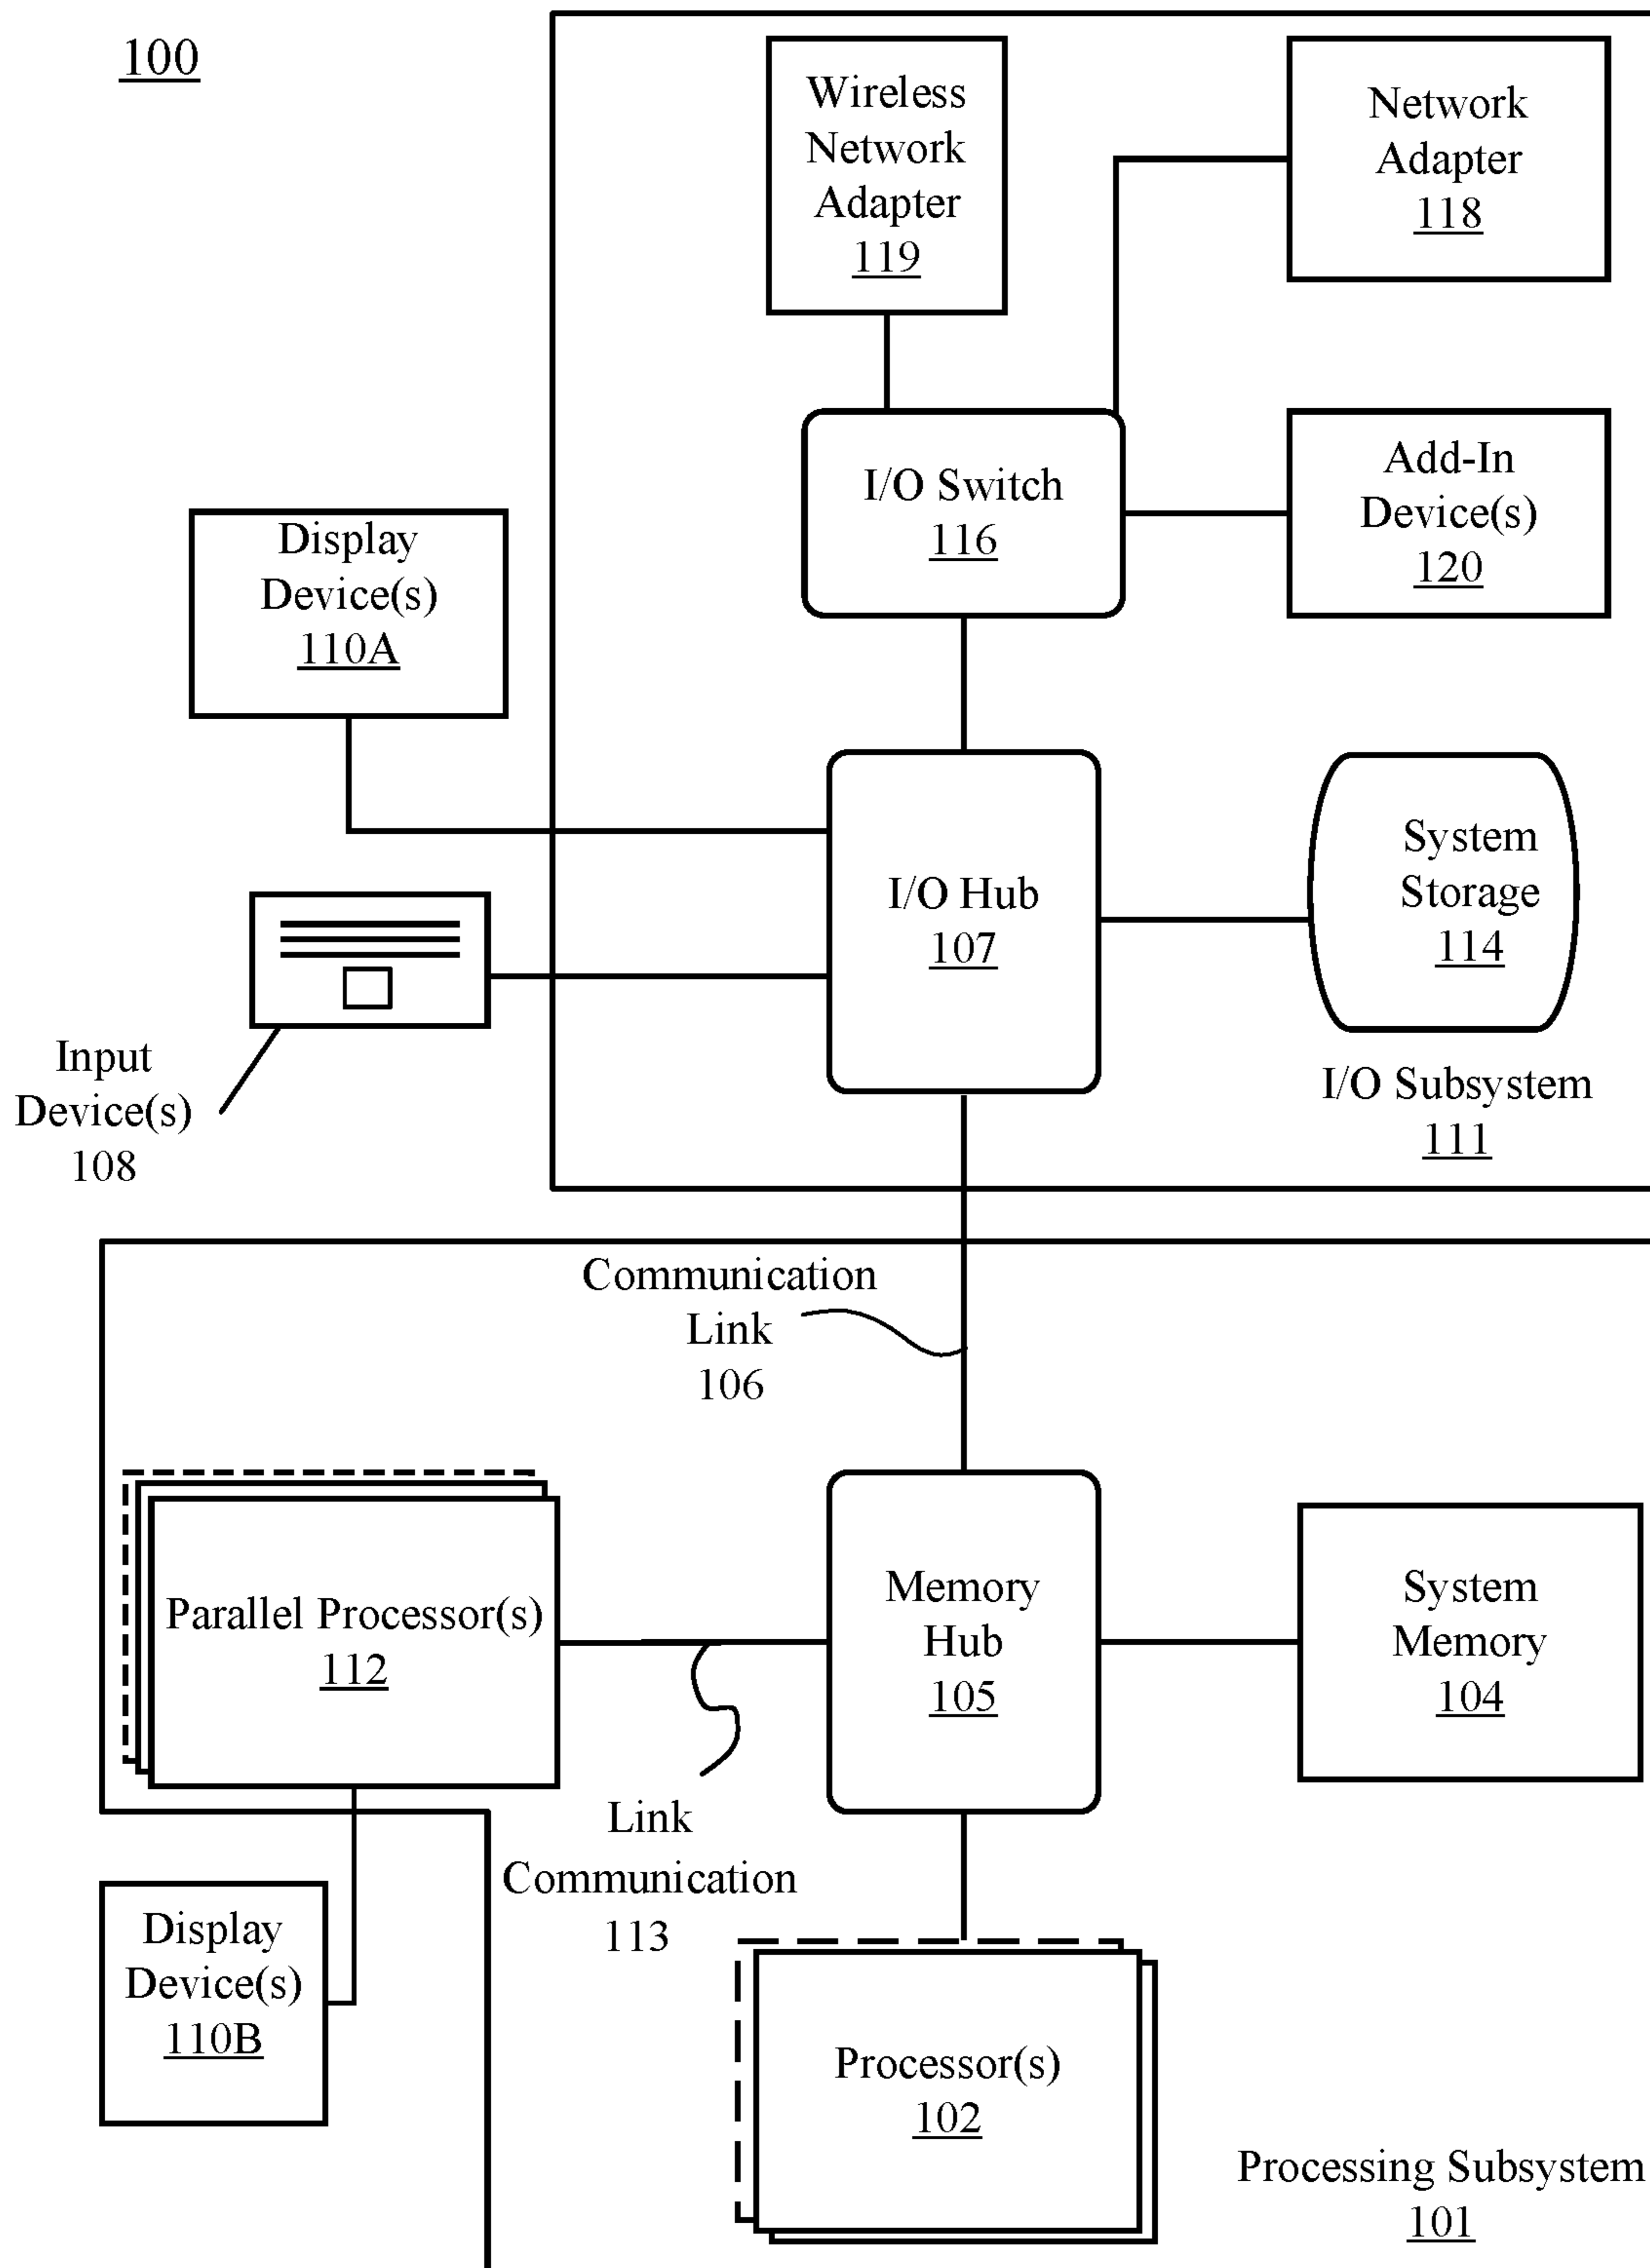 100
Wireless
Network
Adapter
119
Network
Adapter
118
I/O Switch
116
Add-In
Device(s)
120
Display
Device(s)
110A
I/O Hub
107
System
Storage
114
Input
Device(s)
108
I/O Subsystem
111
Communication
Link
106
Parallel Processor(s)
112
Memory
Hub
105
System
Memory
104
Link
Communication
113
Display
Device(s)
110B
Processor(s)
102
Processing Subsystem
101